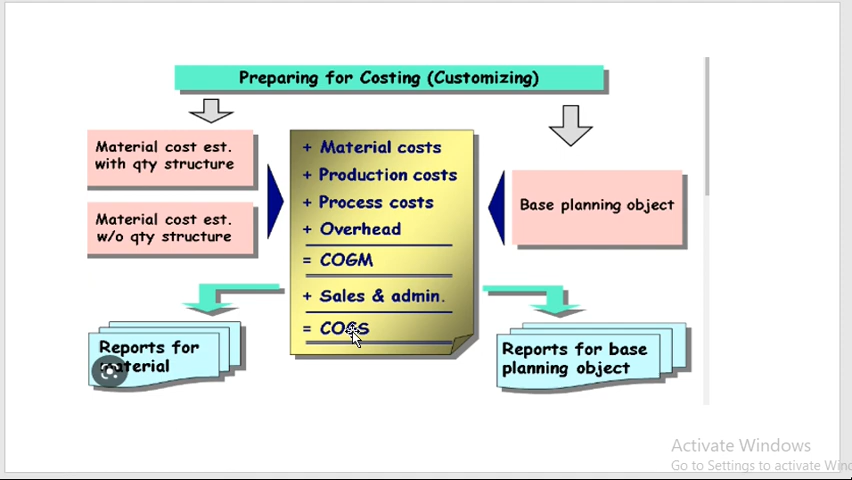 Preparing for Costing (Customizing)
Material cost est.
with qty structure
Material cost est.
w/o qty structure
+ Material costs
+ Production costs
+ Process costs
+ Overhead
= COGM
+ Sales & admin.
= COGS
Base planning object
Reports for
material
Reports for base
planning object
Activate Windows
Go to Settings to activate